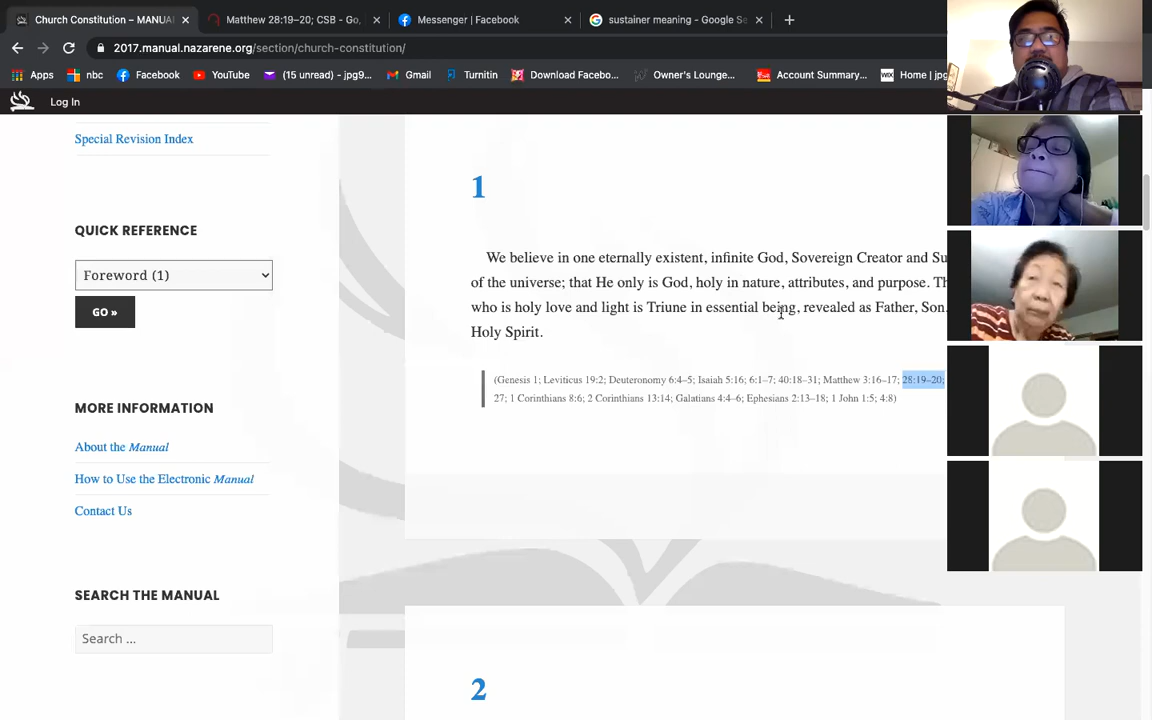 Church Constitution – MANUA
Matthew 28:19–20; CSB - Go,
Messenger | Facebook
sustainer meaning - Google Se
2017.manual.nazarene.org/section/church-constitution/
Apps
nbc
Facebook
YouTube
(15 unread) - jpg9...
Gmail
Turnitin
Download Facebo...
Owner's Lounge...
Account Summary...
WIX
Home | jpg
Log In
Special Revision Index
QUICK REFERENCE
Foreword (1)
GO »
MORE INFORMATION
About the Manual
How to Use the Electronic Manual
Contact Us
SEARCH THE MANUAL
Search ...
1
We believe in one eternally existent, infinite God, Sovereign Creator and Su
of the universe; that He only is God, holy in nature, attributes, and purpose. Th
who is holy love and light is Triune in essential being, revealed as Father, Son,
Holy Spirit.
(Genesis 1; Leviticus 19:2; Deuteronomy 6:4–5; Isaiah 5:16; 6:1–7; 40:18–31; Matthew 3:16–17; 28:19–20;
27; 1 Corinthians 8:6; 2 Corinthians 13:14; Galatians 4:4–6; Ephesians 2:13–18; 1 John 1:5; 4:8)
2